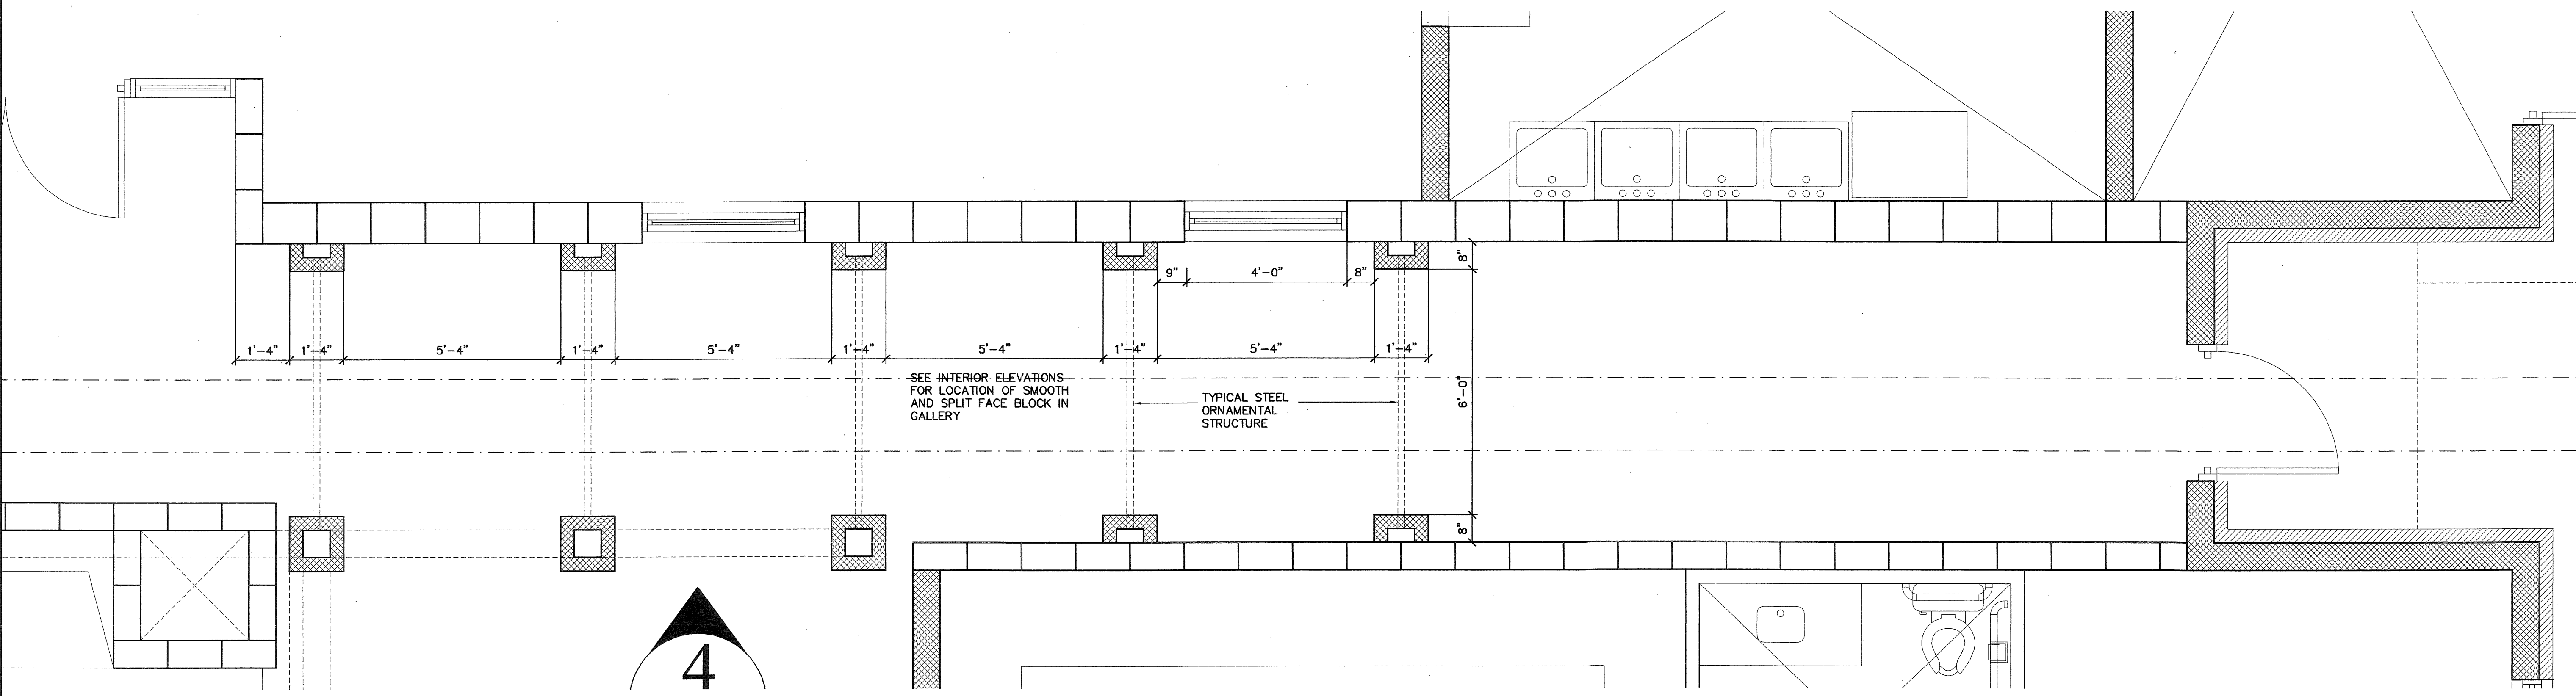 8"
9" 4'-0" 8"
1'-4" 1'-4" 5'-4" 1'-4" 5'-4" 1'-4" 5'-4" 1'-4" 5'-4" 1'-4"
SEE INTERIOR ELEVATIONS
FOR LOCATION OF SMOOTH
AND SPLIT FACE BLOCK IN
GALLERY
TYPICAL STEEL
ORNAMENTAL
STRUCTURE
6'-0"
8"
4